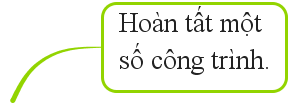 Hoàn tất một
số công trình.